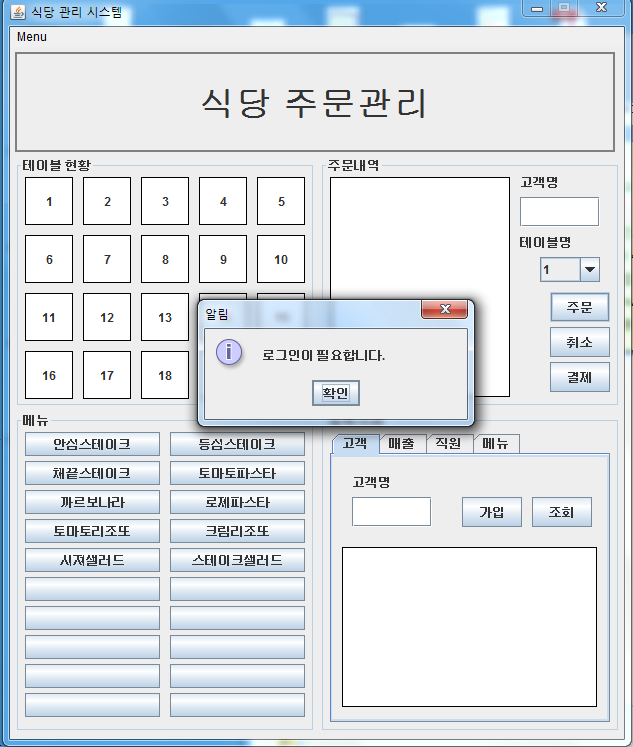 식당 관리 시스템
Menu
식당 주문관리
테이블 현황
1 2 3 4 5
6 7 8 9 10
11 12 13
16 17 18
주문내역
고객명
테이블명
1
주문
취소
결제
알림
로그인이 필요합니다.
확인
메뉴
안심스테이크 등심스테이크
채끝스테이크 토마토파스타
까르보나라 로제파스타
토마토리조또 크림리조또
시져샐러드 스테이크샐러드
고객 매출 직원 메뉴
고객명
가입 조회